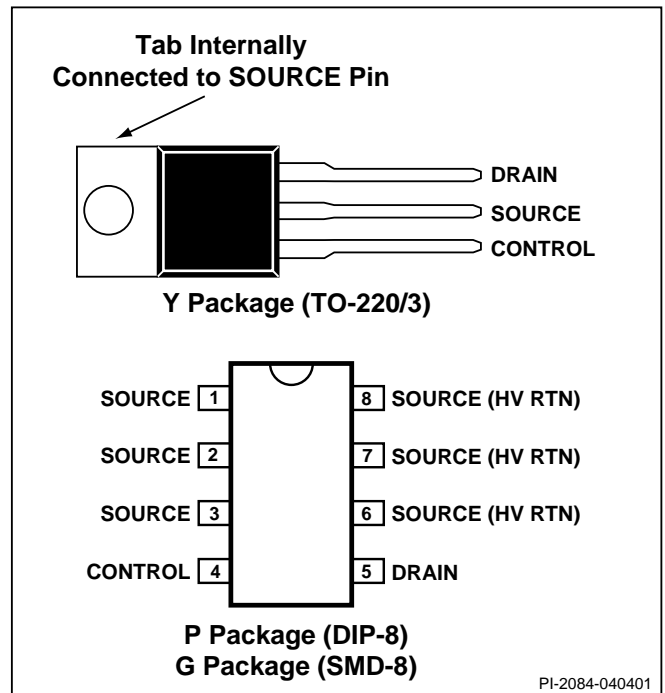 Tab Internally
Connected to SOURCE Pin
DRAIN
SOURCE
CONTROL
Y Package (TO-220/3)
SOURCE 1 8 SOURCE (HV RTN)
SOURCE 2 7 SOURCE (HV RTN)
SOURCE 3 6 SOURCE (HV RTN)
CONTROL 4 5 DRAIN
P Package (DIP-8)
G Package (SMD-8)
PI-2084-040401